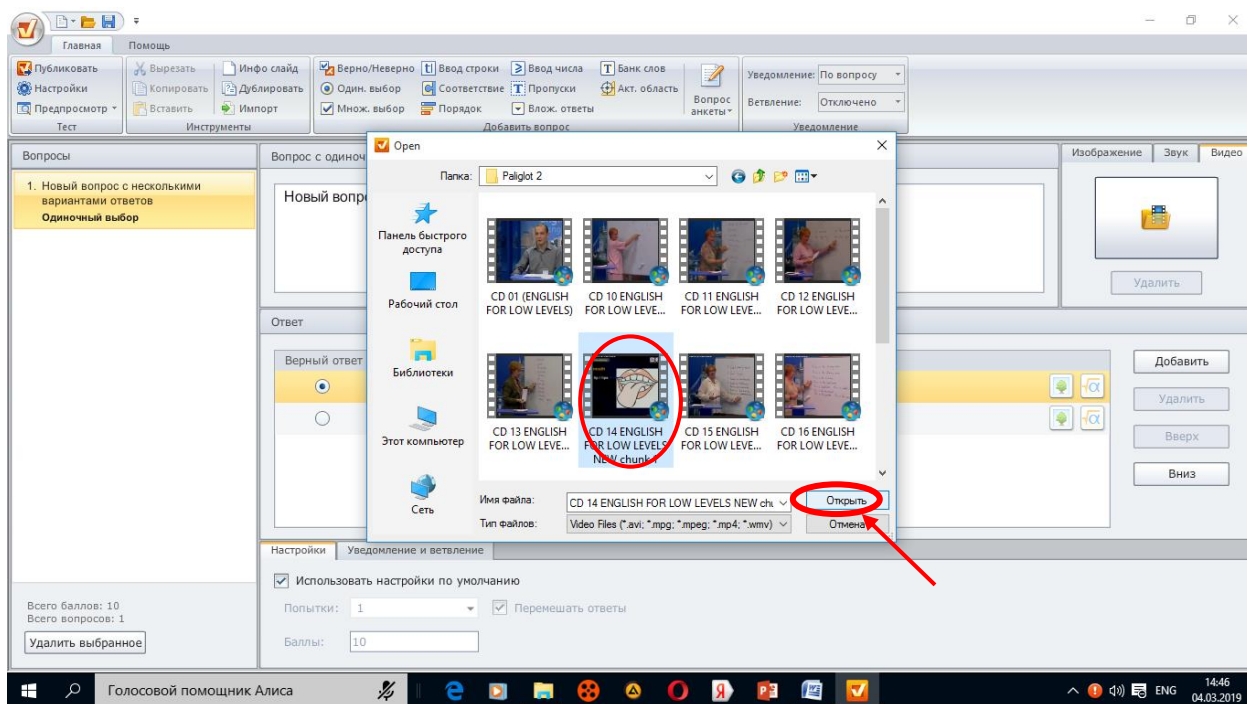 Главная Помощь
Публиковать Вырезать Инфо слайд Верно/Неверно Ввод строки Ввод числа Банк слов Уведомление: По вопросу
Настройки Копировать Дублировать Один. выбор Соответствие Пропуски Акт. область Вопрос анкеты
Предпросмотр Вставить Импорт Множ. выбор Порядок Влож. ответы Ветвление: Отключено
Тест Инструменты Добавить вопрос Уведомление
Вопросы
1. Новый вопрос с несколькими
вариантами ответов
Одиночный выбор
Всего баллов: 10
Всего вопросов: 1
Удалить выбранное
Вопрос с одиноч
Новый вопр
Ответ
Верный ответ
Open
Папка: Paliglot 2
Панель быстрого
доступа
Рабочий стол
Библиотеки
Этот компьютер
Сеть
CD 01 (ENGLISH
FOR LOW LEVELS)
CD 10 ENGLISH
FOR LOW LEVE...
CD 11 ENGLISH
FOR LOW LEVE...
CD 12 ENGLISH
FOR LOW LEVE...
CD 13 ENGLISH
FOR LOW LEVE...
CD 14 ENGLISH
FOR LOW LEVELS
NEW chunk
CD 15 ENGLISH
FOR LOW LEVE...
CD 16 ENGLISH
FOR LOW LEVE...
Имя файла: CD 14 ENGLISH FOR LOW LEVELS NEW chu Открыть
Тип файлов: Video Files (*.avi; *.mpg; *.mpeg; *.mp4; *.wmv) Отмена
Изображение Звук Видео
Удалить
Добавить
Удалить
Вверх
Вниз
Настройки Уведомление и ветвление
Использовать настройки по умолчанию
Попытки: 1 Перемешать ответы
Баллы: 10
Голосовой помощник Алиса
ENG
14:46
04.03.2019